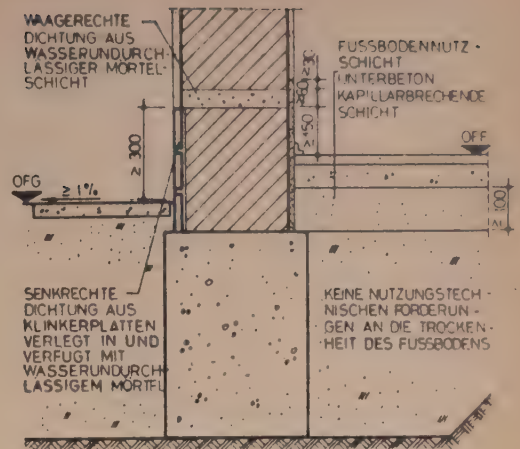 WAAGERECHTE
DICHTUNG AUS
WASSERUNDURCH-
LÄSSIGER MÖRTEL-
SCHICHT
FUSSBODENNUTZ-
SCHICHT
UNTERBETON
KAPILLARBRECHENDE
SCHICHT
≥30
≥60
≥150
≥ 300
OFF
OFG
≥ 1%
≥100
SENKRECHTE
DICHTUNG AUS
KLINKERPLATTEN
VERLEGT IN UND
VERFUGT MIT
WASSERUNDURCH-
LÄSSIGEM MÖRTEL
KEINE NUTZUNGSTECH-
NISCHEN FORDERUN-
GEN AN DIE TROCKEN-
HEIT DES FUSSBODENS